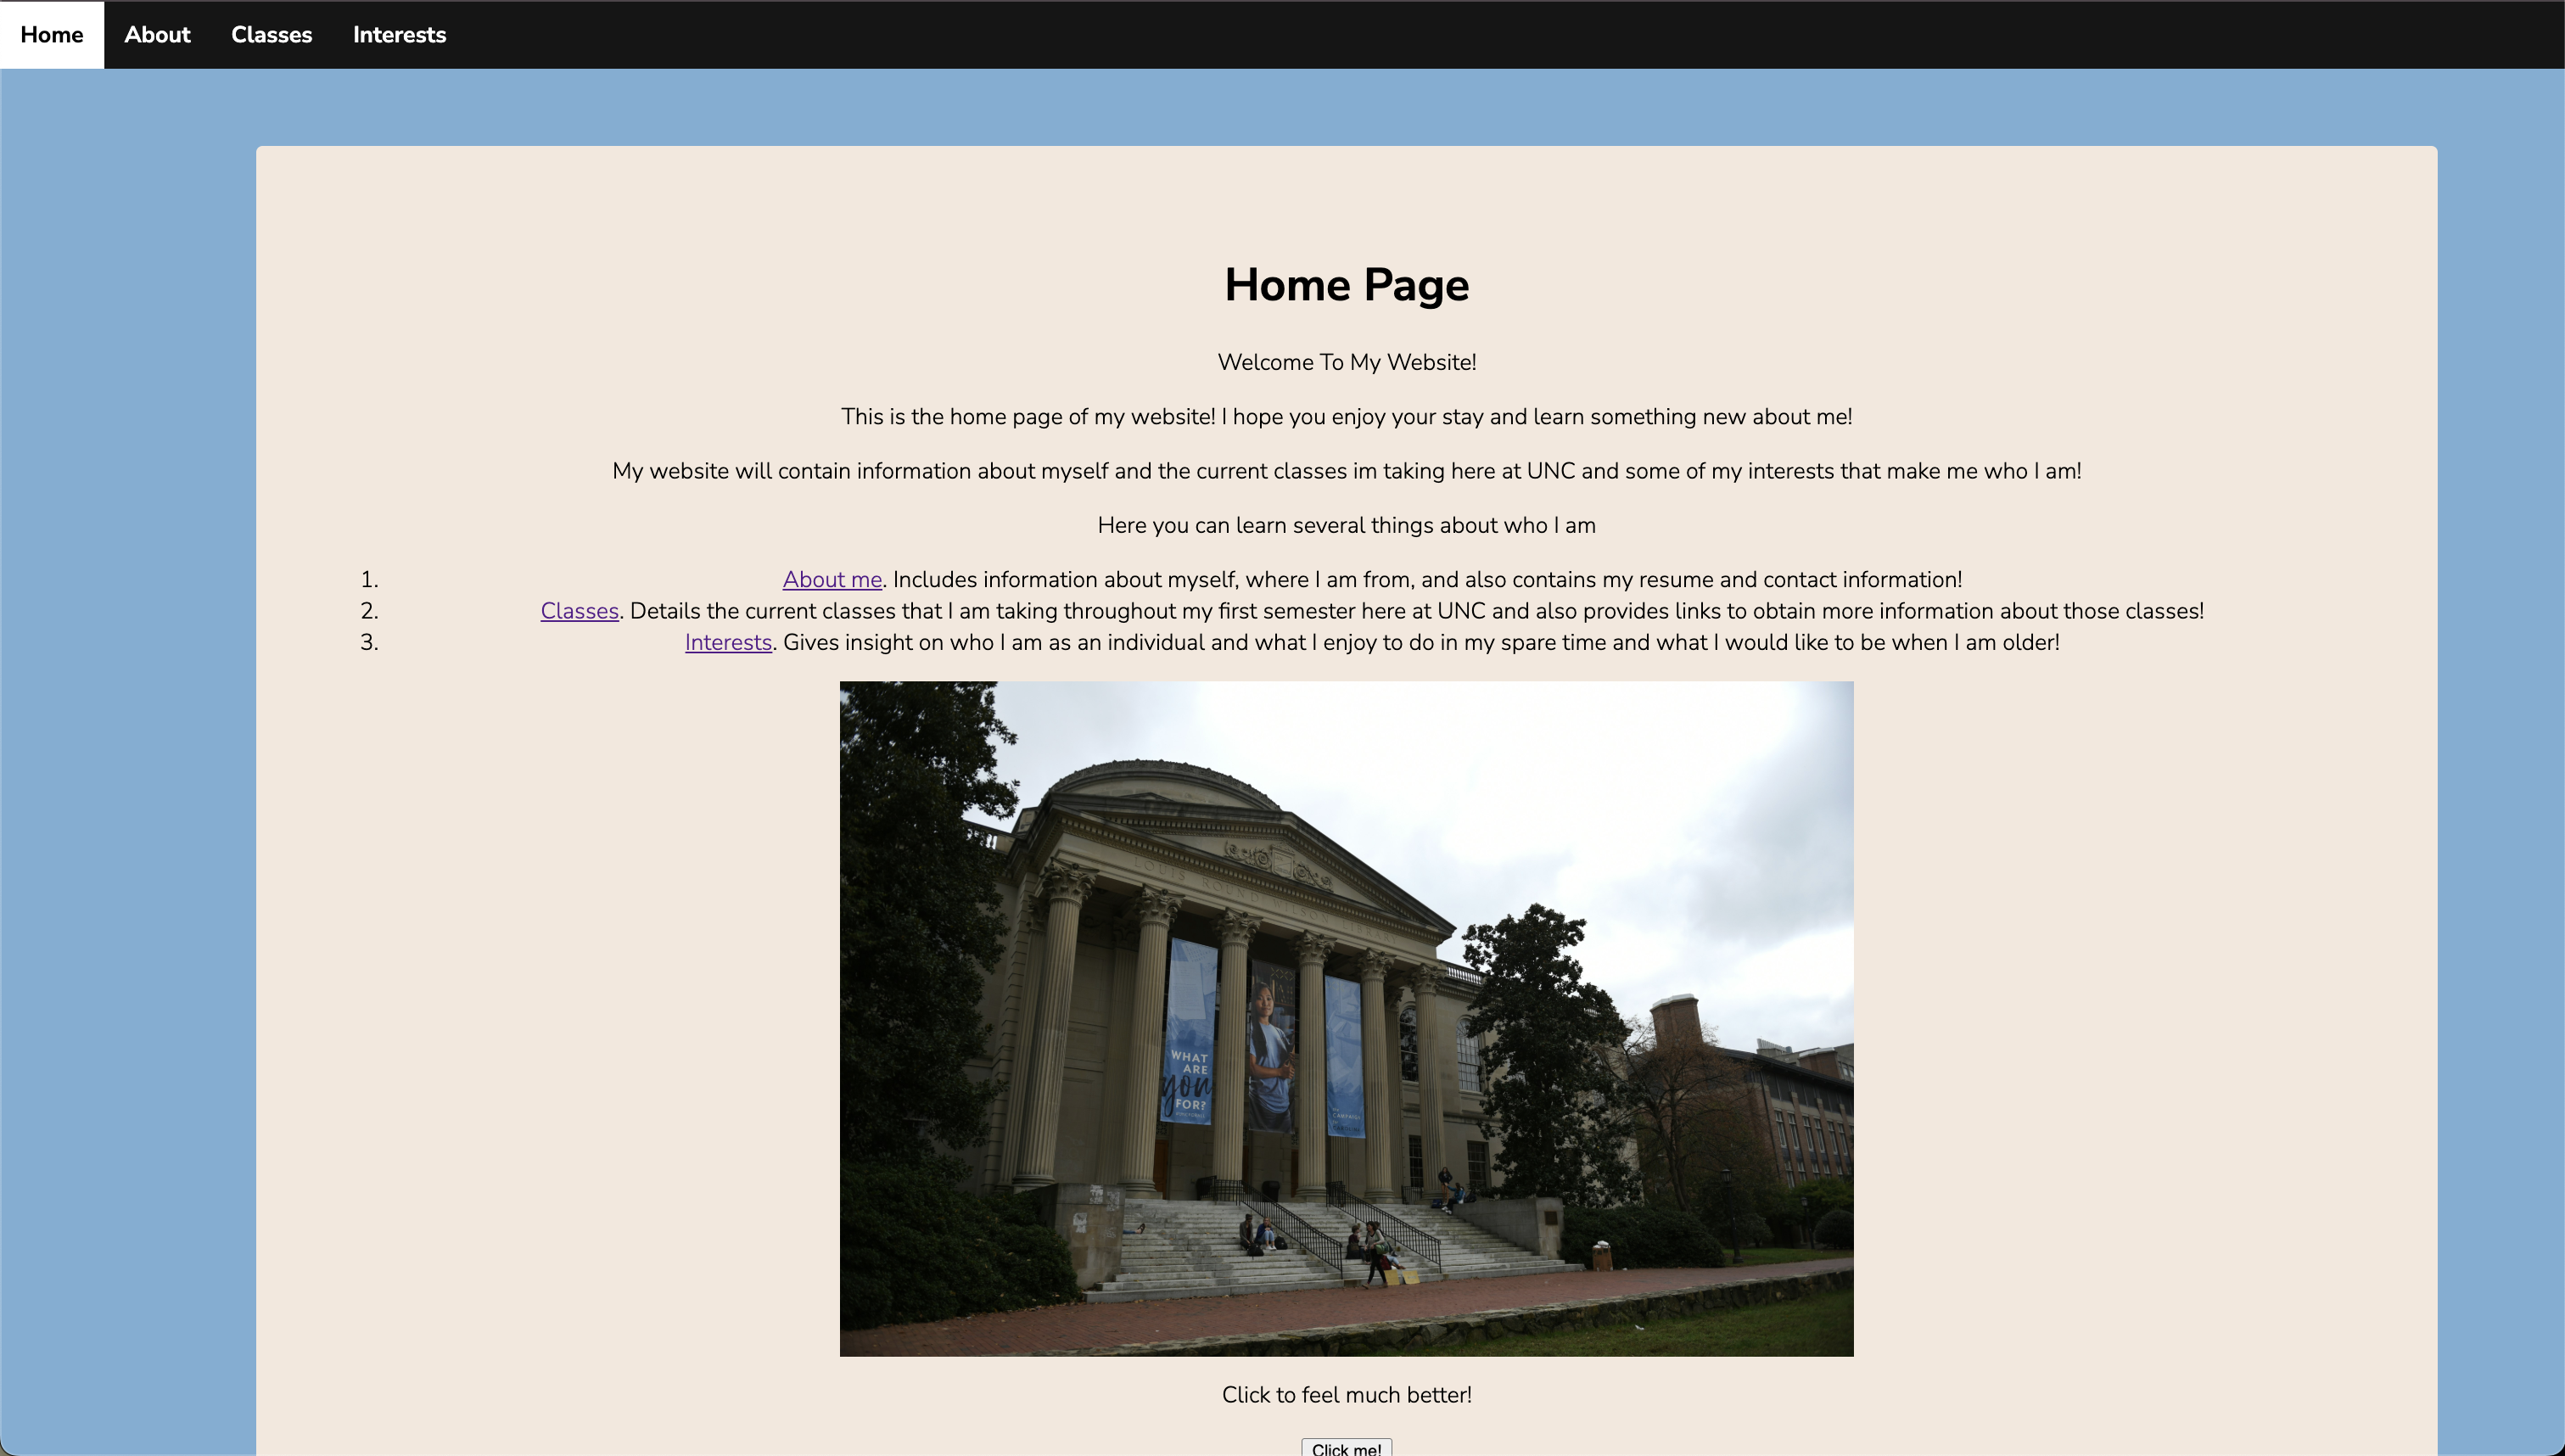 Home About Classes Interests
Home Page
Welcome To My Website!
This is the home page of my website! I hope you enjoy your stay and learn something new about me!
My website will contain information about myself and the current classes im taking here at UNC and some of my interests that make me who I am!
Here you can learn several things about who I am
1. About me. Includes information about myself, where I am from, and also contains my resume and contact information!
2. Classes. Details the current classes that I am taking throughout my first semester here at UNC and also provides links to obtain more information about those classes!
3. Interests. Gives insight on who I am as an individual and what I enjoy to do in my spare time and what I would like to be when I am older!
LOUIS ROUND WILSON LIBRARY
WHAT
ARE
you
FOR?
CAMPAIGN
Click to feel much better!
Click me!